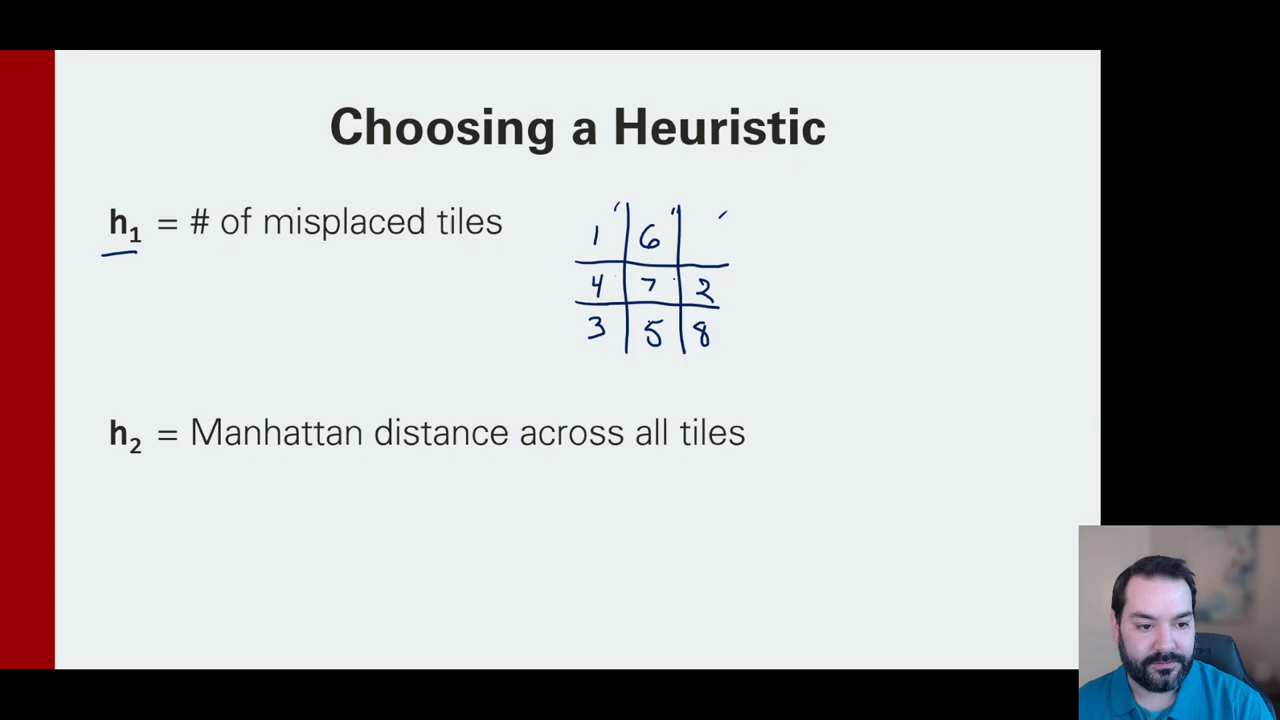 Choosing a Heuristic
h₁ = # of misplaced tiles
1 6
4 7 2
3 5 8
h₂ = Manhattan distance across all tiles